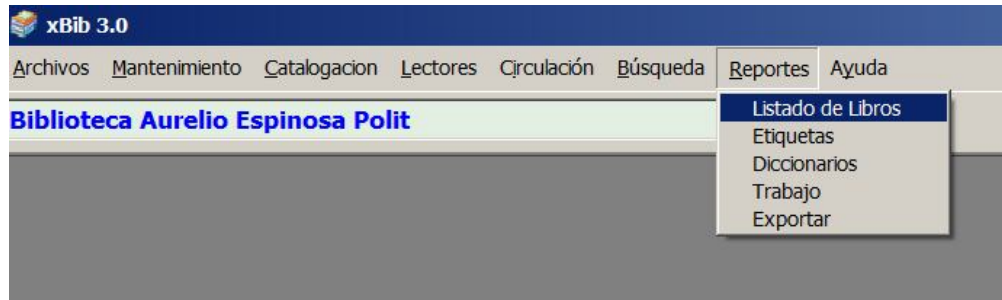 xBib 3.0
Archivos Mantenimiento Catalogacion Lectores Circulación Búsqueda Reportes Ayuda
Biblioteca Aurelio Espinosa Polit
Listado de Libros
Etiquetas
Diccionarios
Trabajo
Exportar